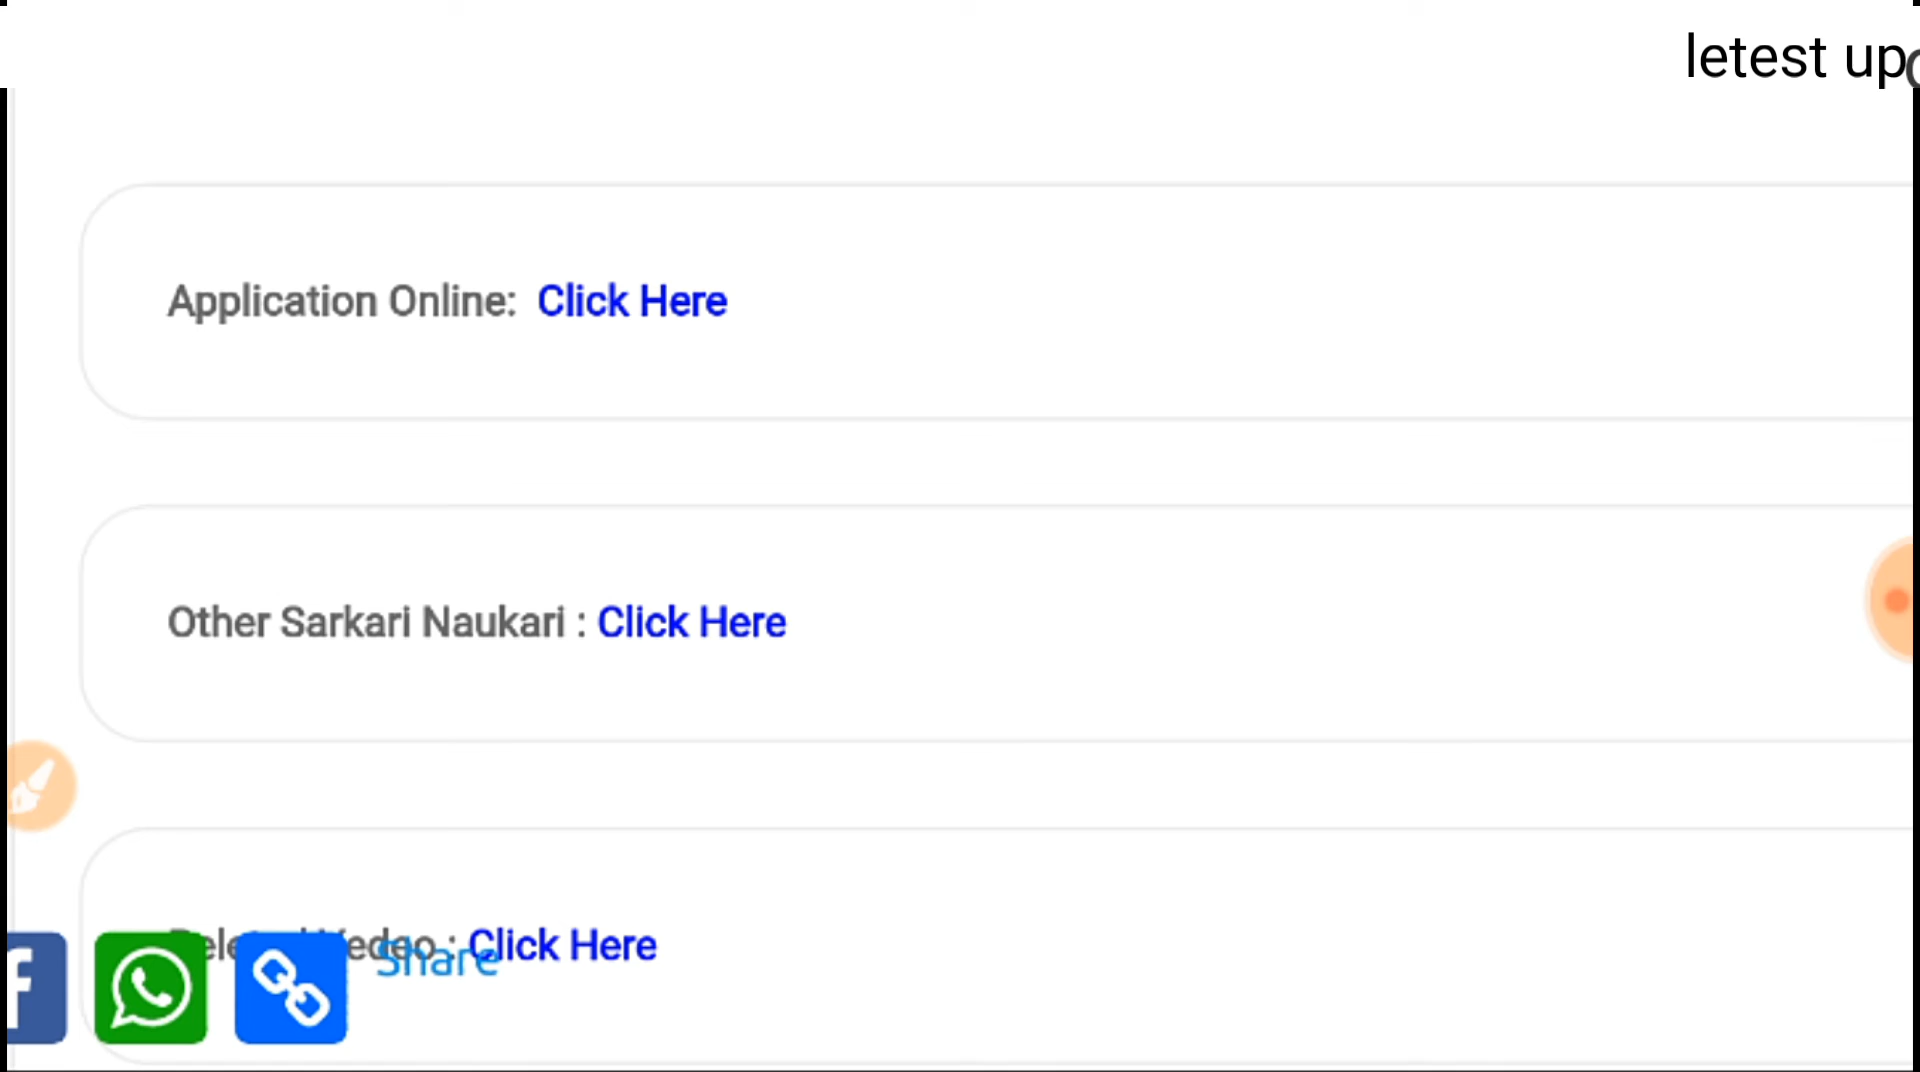 letest up
Application Online: Click Here
Other Sarkari Naukari : Click Here
Click Here
Share